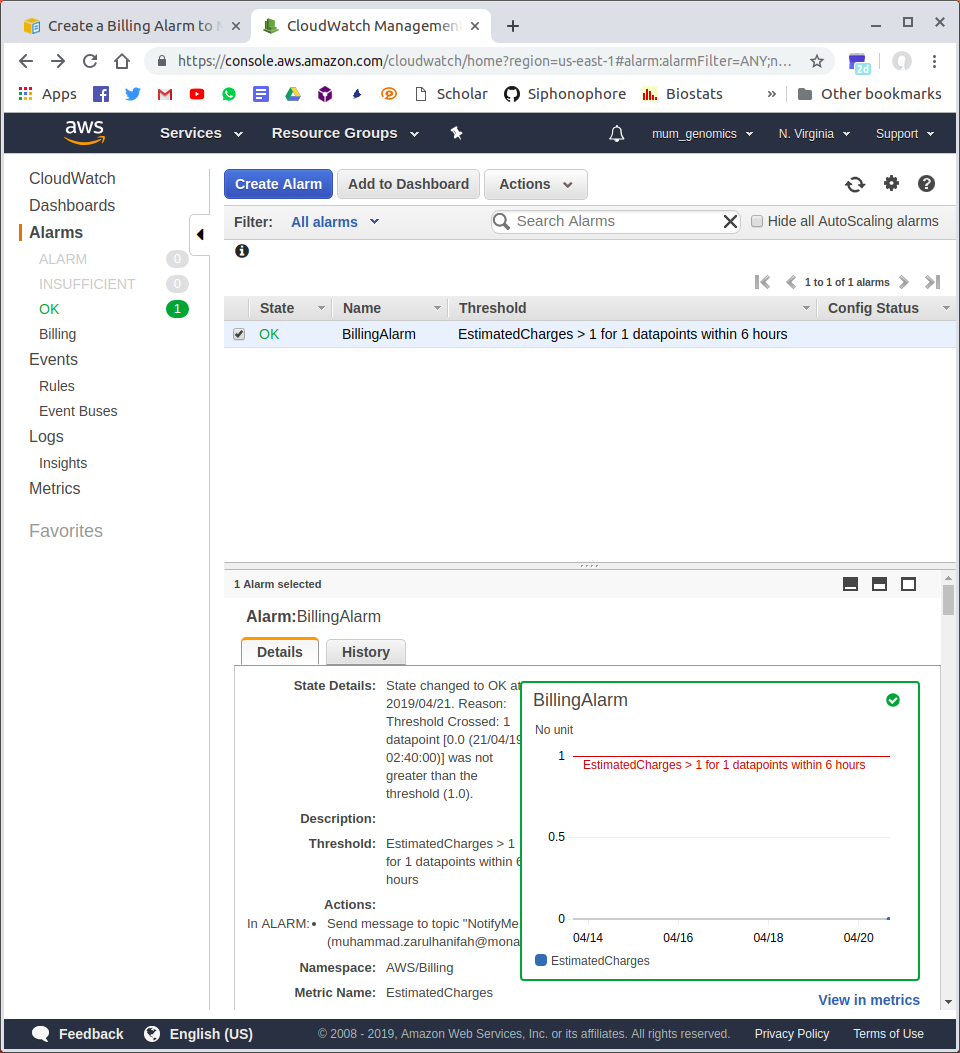 Create a Billing Alarm to
CloudWatch Management
https://console.aws.amazon.com/cloudwatch/home?region=us-east-1#alarm:alarmFilter=ANY;n...
2d
Apps
Scholar
Siphonophore
Biostats
»
Other bookmarks
aws
Services
Resource Groups
mum_genomics
N. Virginia
Support
CloudWatch
Dashboards
Alarms
ALARM 0
INSUFFICIENT 0
OK 1
Billing
Events
Rules
Event Buses
Logs
Insights
Metrics
Favorites
Create Alarm
Add to Dashboard
Actions
Filter: All alarms
Search Alarms
Hide all AutoScaling alarms
1 to 1 of 1 alarms
State Name Threshold Config Status
OK BillingAlarm EstimatedCharges > 1 for 1 datapoints within 6 hours
1 Alarm selected
Alarm:BillingAlarm
Details
History
State Details: State changed to OK at
2019/04/21. Reason:
Threshold Crossed: 1
datapoint [0.0 (21/04/19
02:40:00)] was not
greater than the
threshold (1.0).
Description:
Threshold: EstimatedCharges > 1
for 1 datapoints within 6
hours
Actions:
In ALARM: • Send message to topic "NotifyMe
(muhammad.zarulhanifah@mona
Namespace: AWS/Billing
Metric Name: EstimatedCharges
BillingAlarm
No unit
1
EstimatedCharges > 1 for 1 datapoints within 6 hours
0.5
0
04/14 04/16 04/18 04/20
EstimatedCharges
View in metrics
Feedback
English (US)
© 2008 - 2019, Amazon Web Services, Inc. or its affiliates. All rights reserved.
Privacy Policy
Terms of Use